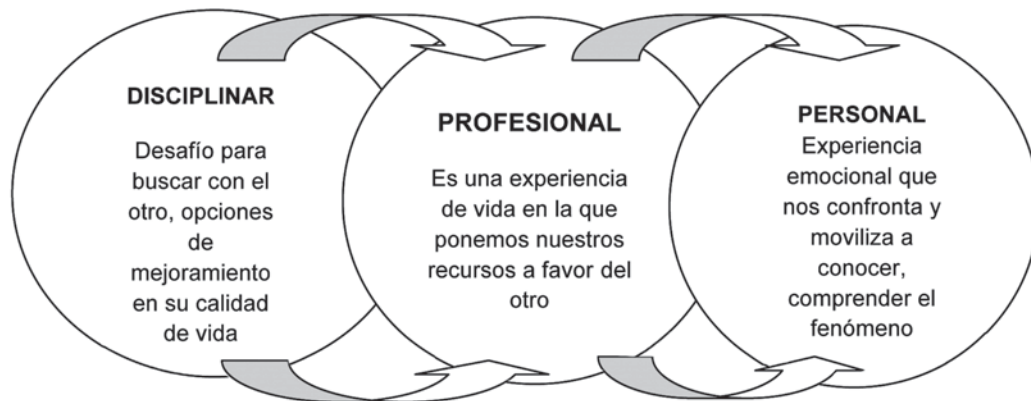 DISCIPLINAR
Desafío para
buscar con el
otro, opciones
de
mejoramiento
en su calidad
de vida
PROFESIONAL
Es una experiencia
de vida en la que
ponemos nuestros
recursos a favor del
otro
PERSONAL
Experiencia
emocional que
nos confronta y
moviliza a
conocer,
comprender el
fenómeno